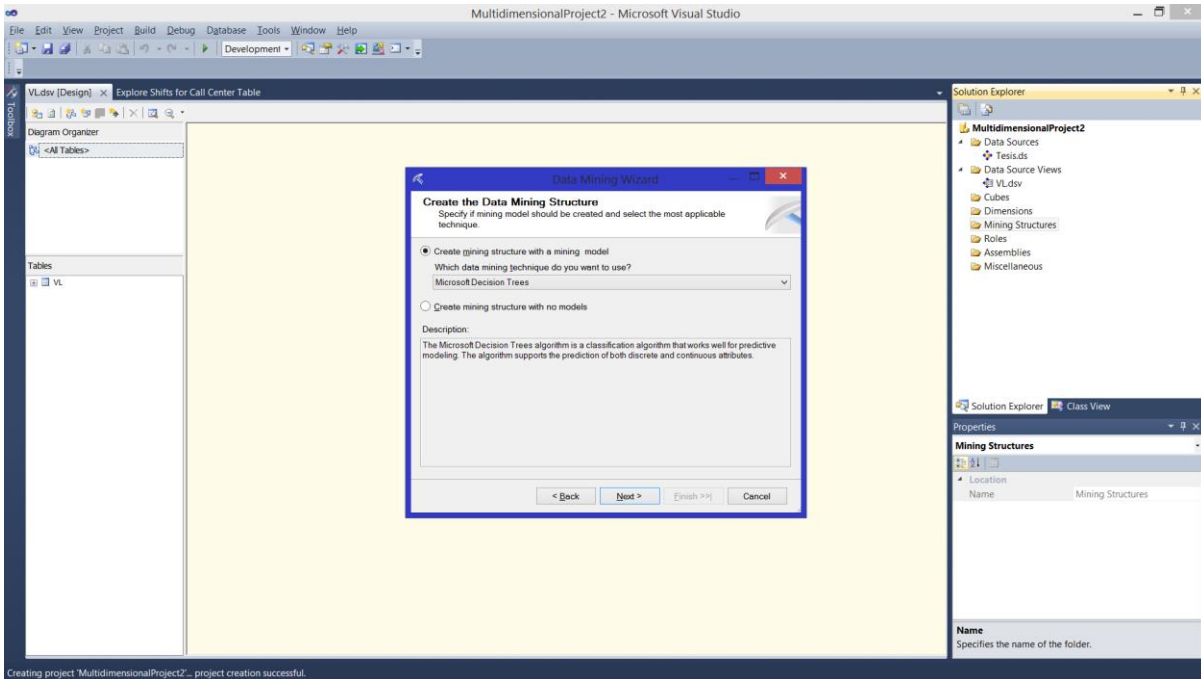 MultidimensionalProject2 - Microsoft Visual Studio
File Edit View Project Build Debug Database Tools Window Help
Development
Toolbox
VL.dsv [Design] Explore Shifts for Call Center Table
Diagram Organizer
<All Tables>
Tables
VL
Data Mining Wizard
Create the Data Mining Structure
Specify if mining model should be created and select the most applicable
technique.
Create mining structure with a mining model
Which data mining technique do you want to use?
Microsoft Decision Trees
Create mining structure with no models
Description:
The Microsoft Decision Trees algorithm is a classification algorithm that works well for predictive
modeling. The algorithm supports the prediction of both discrete and continuous attributes.
< Back Next > Finish >>| Cancel
Solution Explorer
MultidimensionalProject2
Data Sources
Tesis.ds
Data Source Views
VL.dsv
Cubes
Dimensions
Mining Structures
Roles
Assemblies
Miscellaneous
Solution Explorer Class View
Properties
Mining Structures
Location
Name Mining Structures
Name
Specifies the name of the folder.
Creating project 'MultidimensionalProject2'... project creation successful.